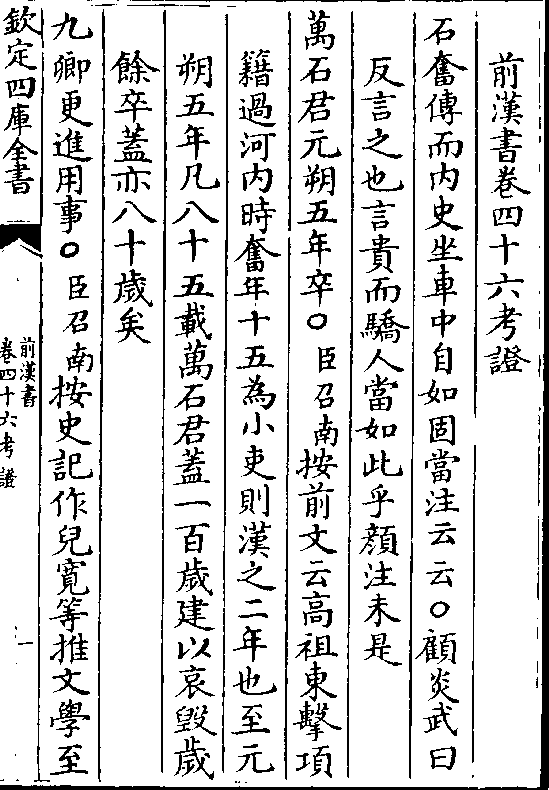 前漢書卷四十六考證
石奮傳而內史坐車中自如固當注云云○顧炎武曰
反言之也言貴而驕人當如此乎顔注未是
萬石君元朔五年卒○臣召南按前文云高祖東擊項
籍過河內時奮年十五為小吏則漢之二年也至元
朔五年凡八十五載萬石君蓋一百歲建以哀毀歲
餘卒蓋亦八十歲矣
九卿更進用事○臣召南按史記作兒寬等推文學至
欽定四庫全書
前漢書
卷四十六考證
一